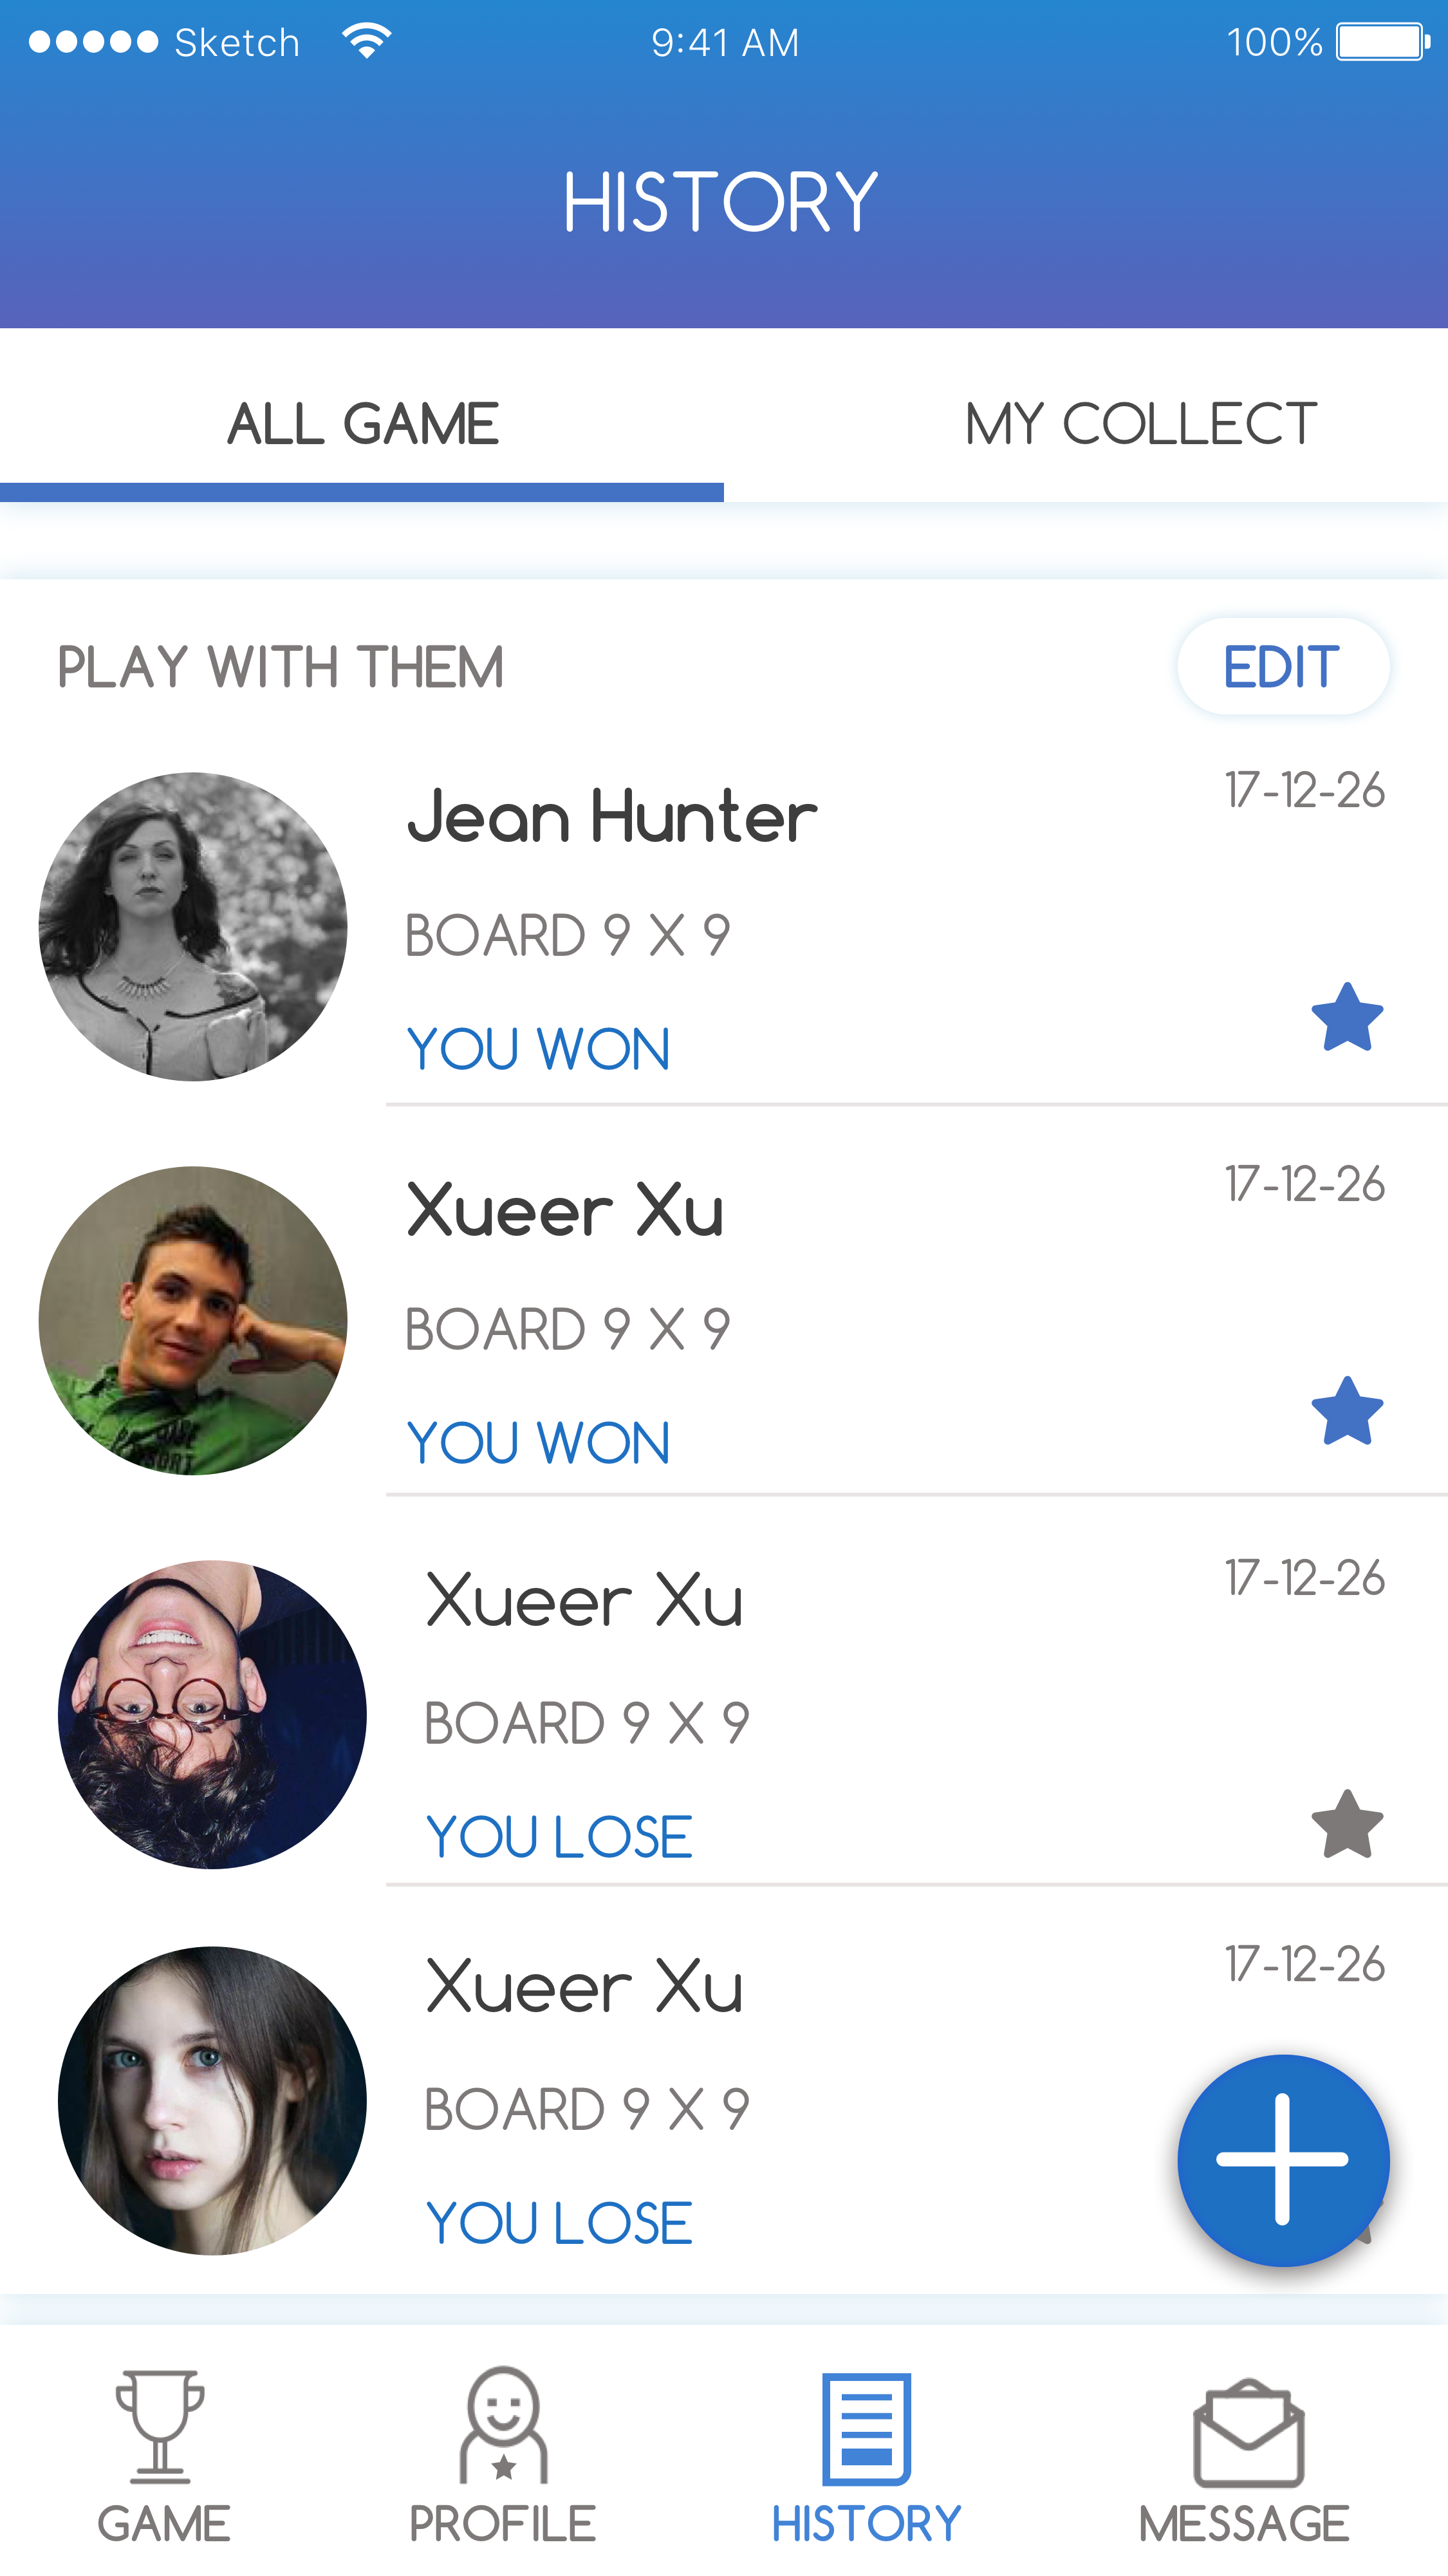 Sketch 9:41 AM 100%
HISTORY
ALL GAME MY COLLECT
PLAY WITH THEM EDIT
17-12-26
Jean Hunter
BOARD 9 X 9
YOU WON
17-12-26
Xueer Xu
BOARD 9 X 9
YOU WON
17-12-26
Xueer Xu
BOARD 9 X 9
YOU LOSE
17-12-26
Xueer Xu
BOARD 9 X 9
YOU LOSE
GAME PROFILE HISTORY MESSAGE